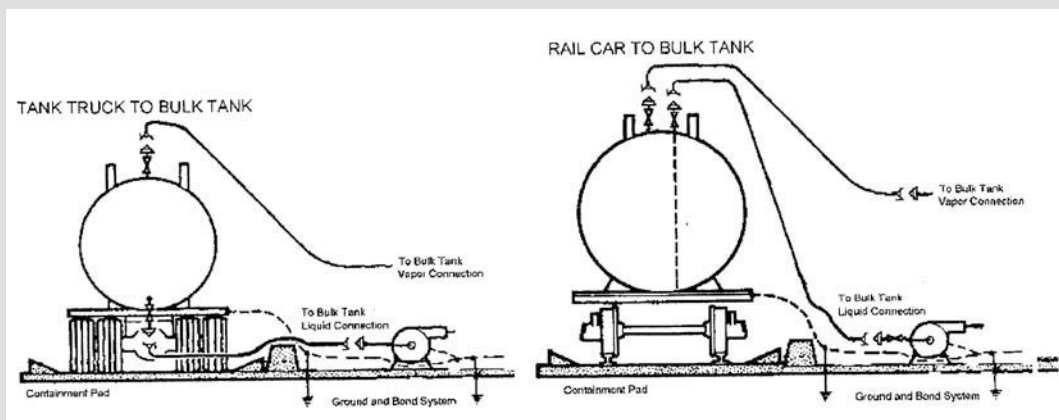 TANK TRUCK TO BULK TANK
To Bulk Tank
Vapor Connection
To Bulk Tank
Liquid Connection
Containment Pad
Ground and Bond System
RAIL CAR TO BULK TANK
To Bulk Tank
Vapor Connection
To Bulk Tank
Liquid Connection
Containment Pad
Ground and Bond System